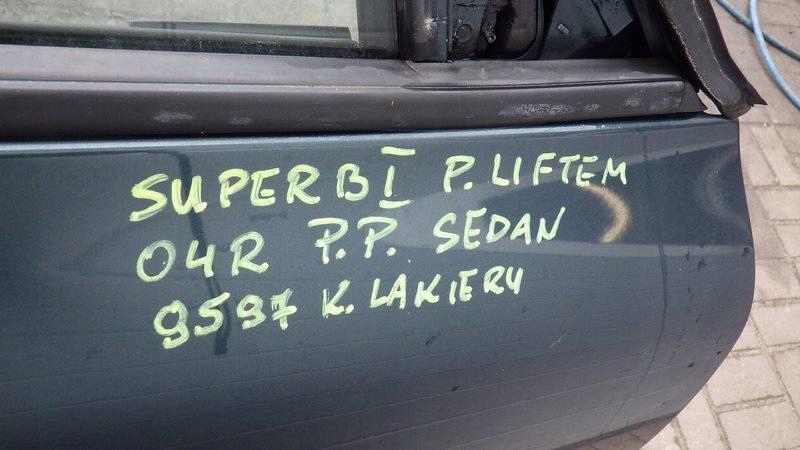 SUPERB I P. LIFTEM
04R P.P. SEDAN
9597 K. LAKIERU